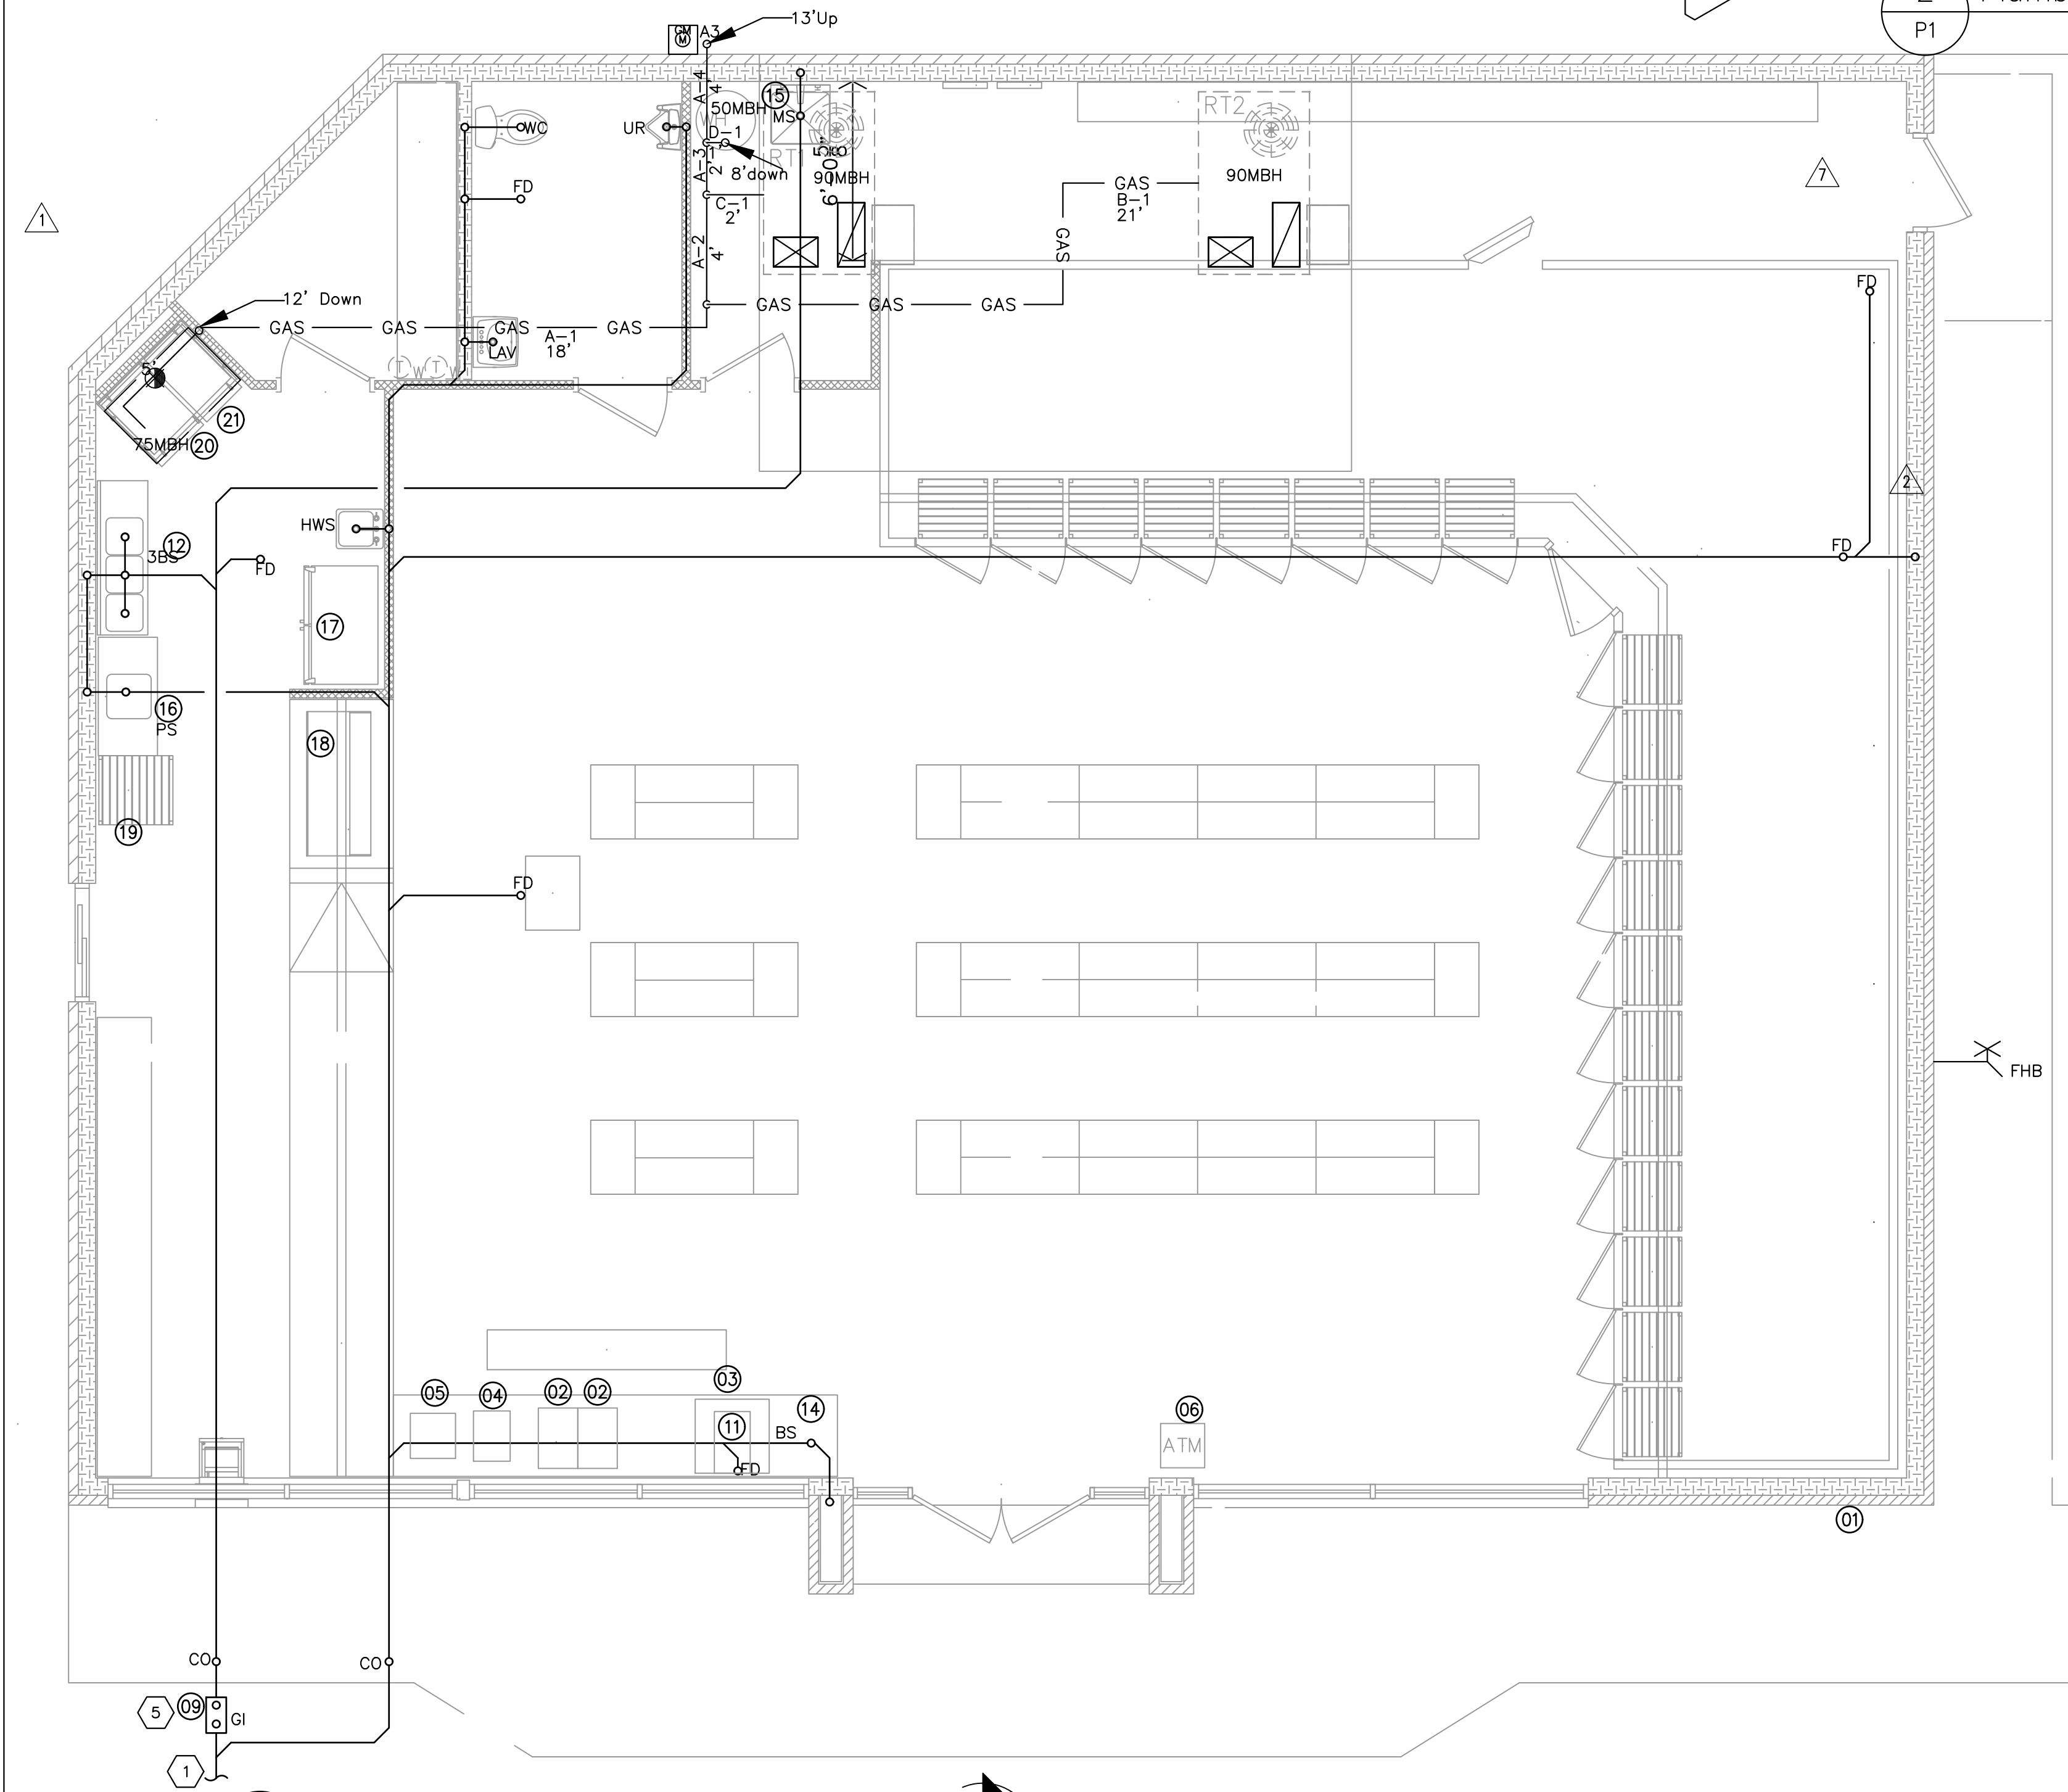 P1
13'Up
GM
M
A3
A-4
4'
15
50MBH
WH
H
MS
WC
UR
D-1
1'
A-3
2'
8'down
RT1
90MBH
RT2
90MBH
7
1
FD
C-1
2'
GAS
B-1
21'
GAS
A-2
4'
FD
12' Down
GAS
GAS
GAS
GAS
GAS
GAS
GAS
A-1
18'
LAV
T
W
T
W
5'
21
75MBH
20
2
HWS
12
3BS
FD
FD
17
16
PS
18
19
FD
FHB
03
05
04
02
02
14
11
BS
FD
06
ATM
01
CO
CO
5
09
GI
1